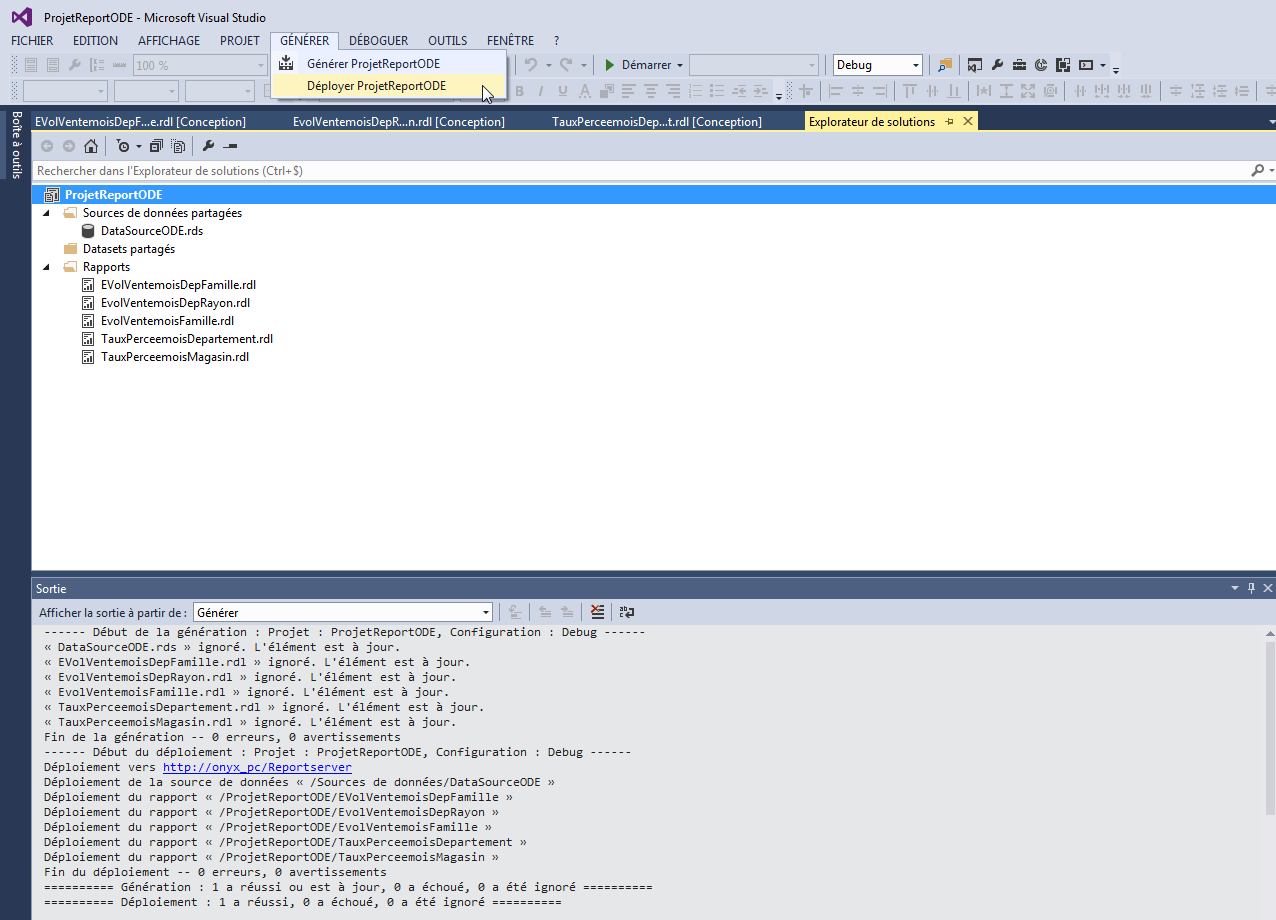 ProjetReportODE - Microsoft Visual Studio
FICHIER EDITION AFFICHAGE PROJET GÉNÉRER DÉBOGUER OUTILS FENÊTRE ?
100 % Générer ProjetReportODE Démarrer Debug
Déployer ProjetReportODE
Boîte à outils
EVolVentemoisDepF...e.rdl [Conception] EvolVentemoisDepR...n.rdl [Conception] TauxPerceemoisDep...t.rdl [Conception] Explorateur de solutions
Rechercher dans l'Explorateur de solutions (Ctrl+$)
ProjetReportODE
Sources de données partagées
DataSourceODE.rds
Datasets partagés
Rapports
EVolVentemoisDepFamille.rdl
EvolVentemoisDepRayon.rdl
EvolVentemoisFamille.rdl
TauxPerceemoisDepartement.rdl
TauxPerceemoisMagasin.rdl
Sortie
Afficher la sortie à partir de : Générer
------ Début de la génération : Projet : ProjetReportODE, Configuration : Debug ------
« DataSourceODE.rds » ignoré. L'élément est à jour.
« EVolVentemoisDepFamille.rdl » ignoré. L'élément est à jour.
« EvolVentemoisDepRayon.rdl » ignoré. L'élément est à jour.
« EvolVentemoisFamille.rdl » ignoré. L'élément est à jour.
« TauxPerceemoisDepartement.rdl » ignoré. L'élément est à jour.
« TauxPerceemoisMagasin.rdl » ignoré. L'élément est à jour.
Fin de la génération -- 0 erreurs, 0 avertissements
------ Début du déploiement : Projet : ProjetReportODE, Configuration : Debug ------
Déploiement vers http://onyx_pc/Reportserver
Déploiement de la source de données « /Sources de données/DataSourceODE »
Déploiement du rapport « /ProjetReportODE/EVolVentemoisDepFamille »
Déploiement du rapport « /ProjetReportODE/EvolVentemoisDepRayon »
Déploiement du rapport « /ProjetReportODE/EvolVentemoisFamille »
Déploiement du rapport « /ProjetReportODE/TauxPerceemoisDepartement »
Déploiement du rapport « /ProjetReportODE/TauxPerceemoisMagasin »
Fin du déploiement -- 0 erreurs, 0 avertissements
========== Génération : 1 a réussi ou est à jour, 0 a échoué, 0 a été ignoré ==========
========== Déploiement : 1 a réussi, 0 a échoué, 0 a été ignoré ==========